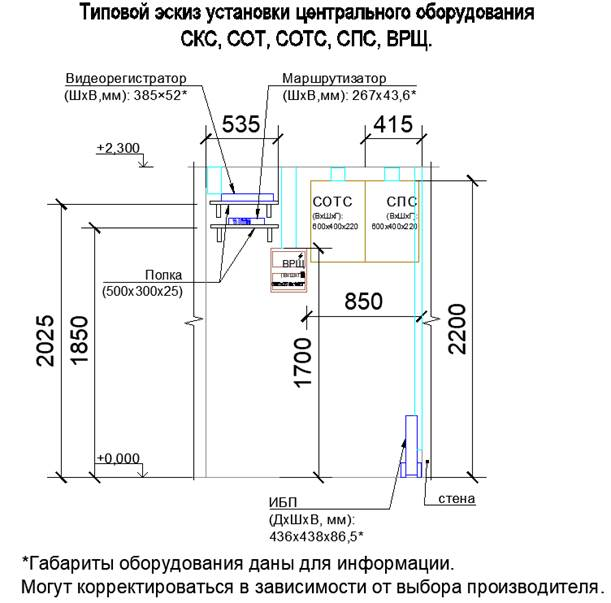 Типовой эскиз установки центрального оборудования
СКС, СОТ, СОТС, СПС, ВРЩ.
Видеорегистратор
(ШхВ,мм): 385×52*
Маршрутизатор
(ШхВ,мм): 267х43,6*
535
415
+2,300
СОТС
(ВхШхГ):
600х400х220
СПС
(ВхШхГ):
600х400х220
ВРЩ
Полка
(500х300х25)
850
2025
1850
1700
2200
+0,000
ИБП
(ДхШхВ, мм):
436х438х86,5*
стена
*Габариты оборудования даны для информации.
Могут корректироваться в зависимости от выбора производителя.